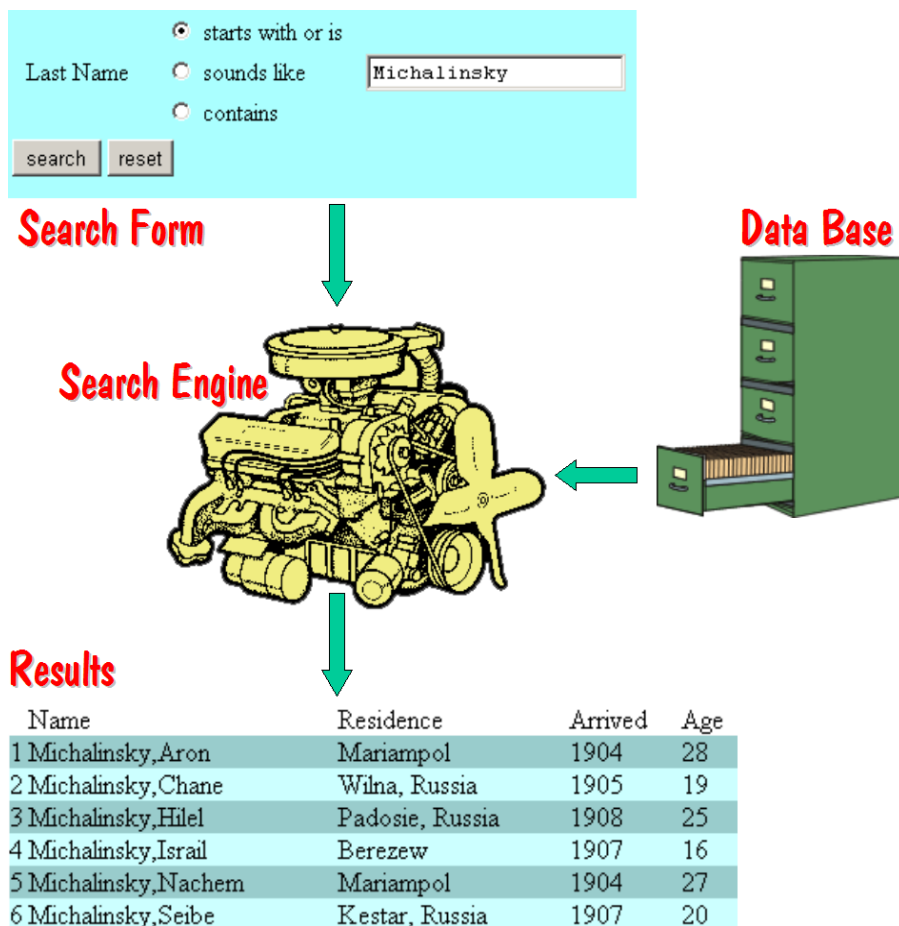 starts with or is
Last Name sounds like Michalinsky
contains
search reset
Search Form
Data Base
Search Engine
Results
Name Residence Arrived Age
1 Michalinsky,Aron Mariampol 1904 28
2 Michalinsky,Chane Wilna, Russia 1905 19
3 Michalinsky,Hilel Padosie, Russia 1908 25
4 Michalinsky,Israil Berezew 1907 16
5 Michalinsky,Nachem Mariampol 1904 27
6 Michalinsky,Seibe Kestar, Russia 1907 20